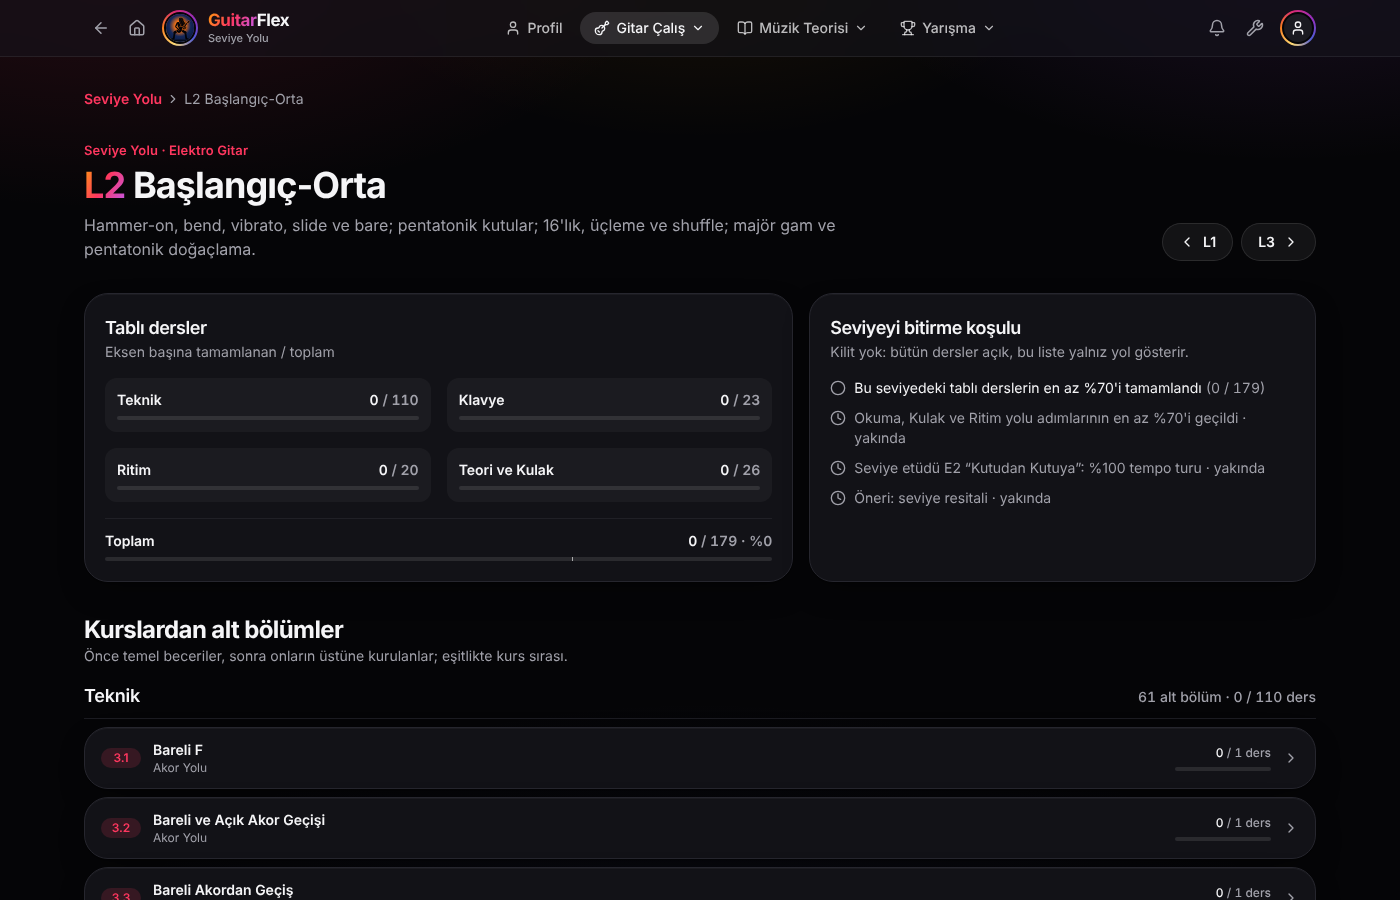 GuitarFlex
Seviye Yolu
Profil
Gitar Çalış
Müzik Teorisi
Yarışma
Seviye Yolu > L2 Başlangıç-Orta
Seviye Yolu · Elektro Gitar
L2 Başlangıç-Orta
Hammer-on, bend, vibrato, slide ve bare; pentatonik kutular; 16'lık, üçleme ve shuffle; majör gam ve
pentatonik doğaçlama.
L1
L3
Tablı dersler
Eksen başına tamamlanan / toplam
Teknik 0 / 110
Klavye 0 / 23
Ritim 0 / 20
Teori ve Kulak 0 / 26
Toplam 0 / 179 · %0
Seviyeyi bitirme koşulu
Kilit yok: bütün dersler açık, bu liste yalnız yol gösterir.
Bu seviyedeki tablı derslerin en az %70'i tamamlandı (0 / 179)
Okuma, Kulak ve Ritim yolu adımlarının en az %70'i geçildi ·
yakında
Seviye etüdü E2 “Kutudan Kutuya”: %100 tempo turu · yakında
Öneri: seviye resitali · yakında
Kurslardan alt bölümler
Önce temel beceriler, sonra onların üstüne kurulanlar; eşitlikte kurs sırası.
Teknik
61 alt bölüm · 0 / 110 ders
3.1
Bareli F
Akor Yolu
0 / 1 ders
3.2
Bareli ve Açık Akor Geçişi
Akor Yolu
0 / 1 ders
3.3
Bareli Akordan Geçiş
0 / 1 ders